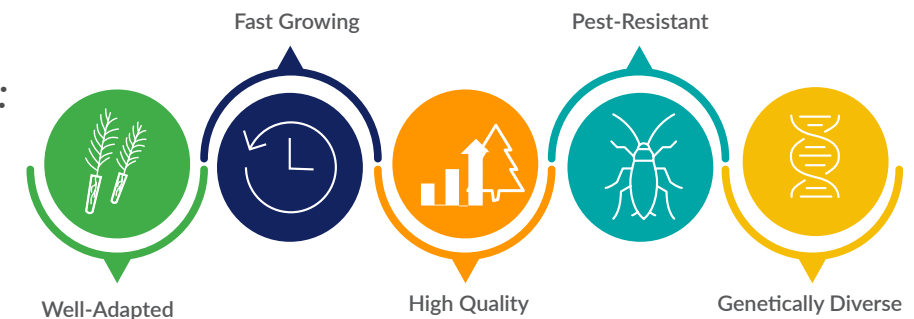 Fast Growing
Pest-Resistant
:
Well-Adapted
High Quality
Genetically Diverse